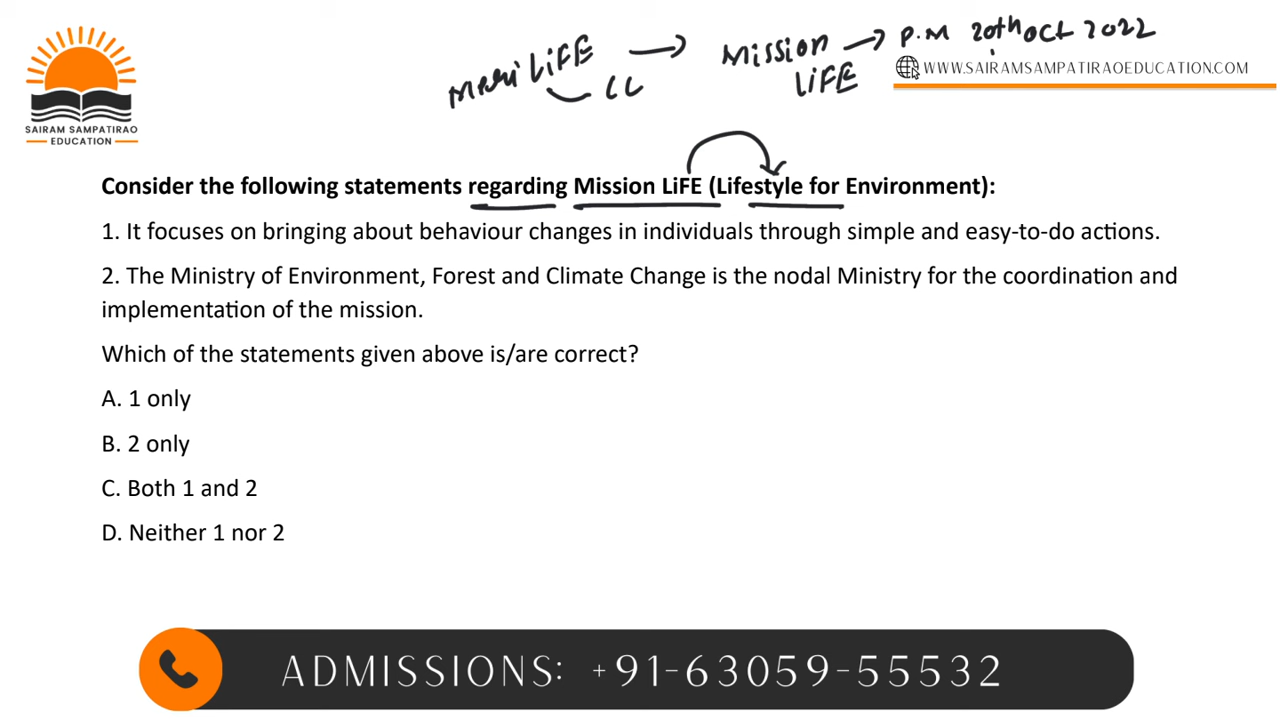 Meri LiFE → Mission → P.M 20th Oct 2022
LiFE
WWW.SAIRAMSAMPATIRAOEDUCATION.COM
SAIRAM SAMPATIRAO
EDUCATION
Consider the following statements regarding Mission LiFE (Lifestyle for Environment):
1. It focuses on bringing about behaviour changes in individuals through simple and easy-to-do actions.
2. The Ministry of Environment, Forest and Climate Change is the nodal Ministry for the coordination and
implementation of the mission.
Which of the statements given above is/are correct?
A. 1 only
B. 2 only
C. Both 1 and 2
D. Neither 1 nor 2
ADMISSIONS: +91-63059-55532